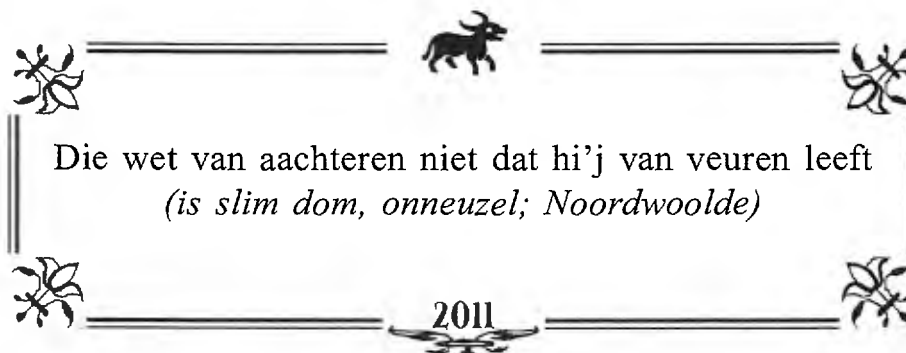 Die wet van aachteren niet dat hi'j van veuren leeft
(is slim dom, onneuzel; Noordwoolde)
2011